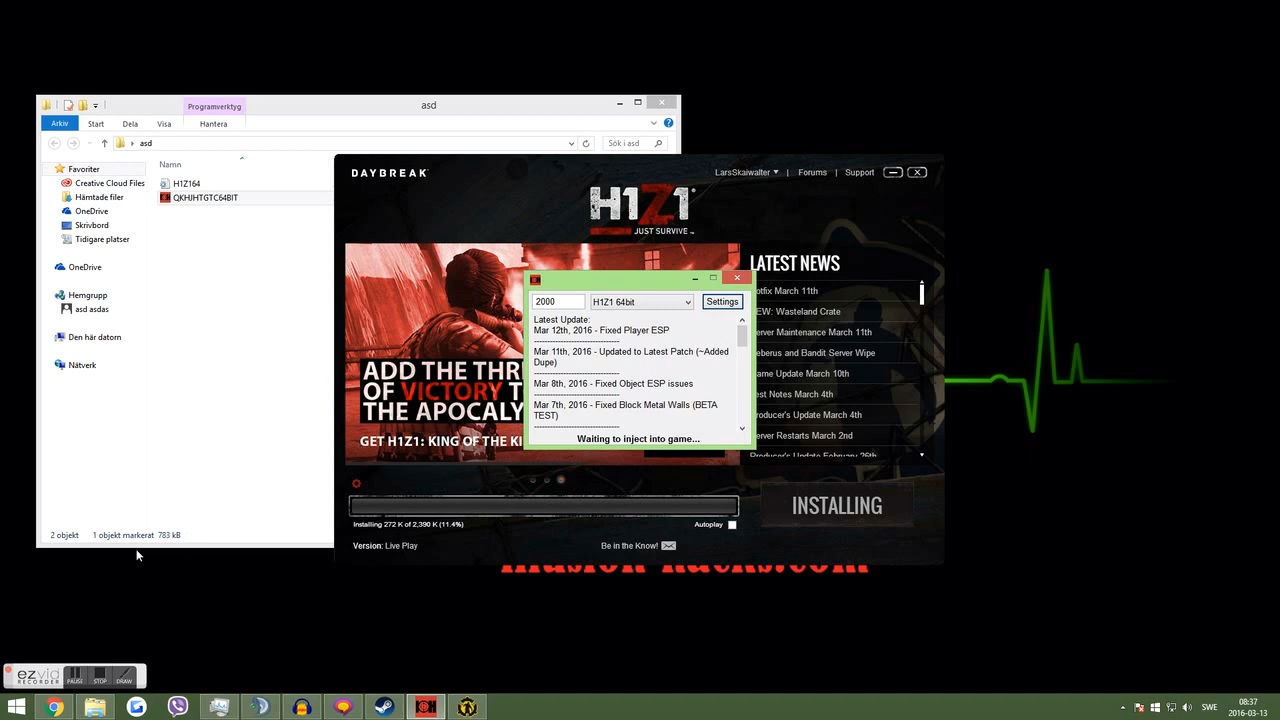 Programverktyg
asd
Arkiv
Start
Dela
Visa
Hantera
asd
Sök i asd
Favoriter
Creative Cloud Files
Hämtade filer
OneDrive
Skrivbord
Tidigare platser
OneDrive
Hemgrupp
asd asdas
Den här datorn
Nätverk
Namn
H1Z164
QKHJHTGTC64BIT
2 objekt
1 objekt markerat 783 kB
DAYBREAK
LarsSkaiwalter
Forums
Support
H1Z1
JUST SURVIVE
ADD THE THR
OF VICTORY T
THE APOCALY
GET H1Z1: KING OF THE KI
2000
H1Z1 64bit
Settings
Latest Update:
Mar 12th, 2016 - Fixed Player ESP
--------------------------------
Mar 11th, 2016 - Updated to Latest Patch (~Added
Dupe)
--------------------------------
Mar 8th, 2016 - Fixed Object ESP issues
--------------------------------
Mar 7th, 2016 - Fixed Block Metal Walls (BETA
TEST)
--------------------------------
Waiting to inject into game...
LATEST NEWS
otfix March 11th
EW: Wasteland Crate
erver Maintenance March 11th
erberus and Bandit Server Wipe
ame Update March 10th
est Notes March 4th
roducer's Update March 4th
erver Restarts March 2nd
Producer's Update February 26th
Installing 272 K of 2,390 K (11.4%)
Autoplay
INSTALLING
Version: Live Play
Be in the Know!
ezvid
RECORDER
PAUSE
STOP
DRAW
SWE
08:37
2016-03-13